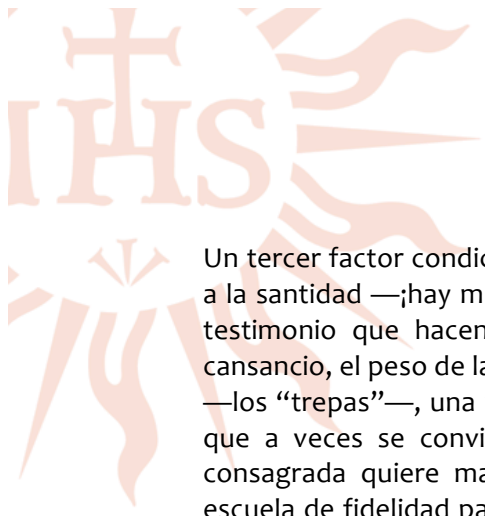 IHS
Un tercer factor condic
a la santidad —¡hay m
testimonio que hacen
cansancio, el peso de la
—los “trepas”—, una
que a veces se convi
consagrada quiere ma
escuela de fidelidad pa